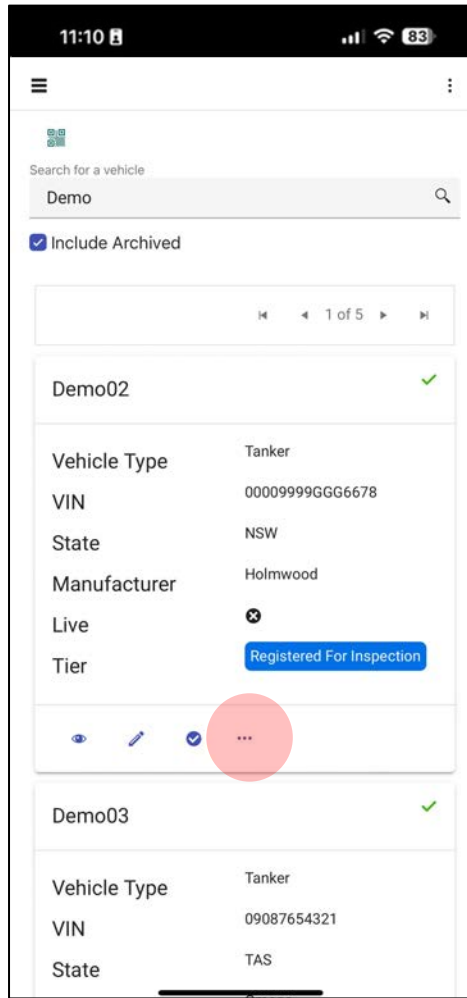 11:10
83
Search for a vehicle
Demo
Include Archived
1 of 5
Demo02
Vehicle Type Tanker
VIN 00009999GGG6678
State NSW
Manufacturer Holmwood
Live
Tier Registered For Inspection
Demo03
Vehicle Type Tanker
VIN 09087654321
State TAS